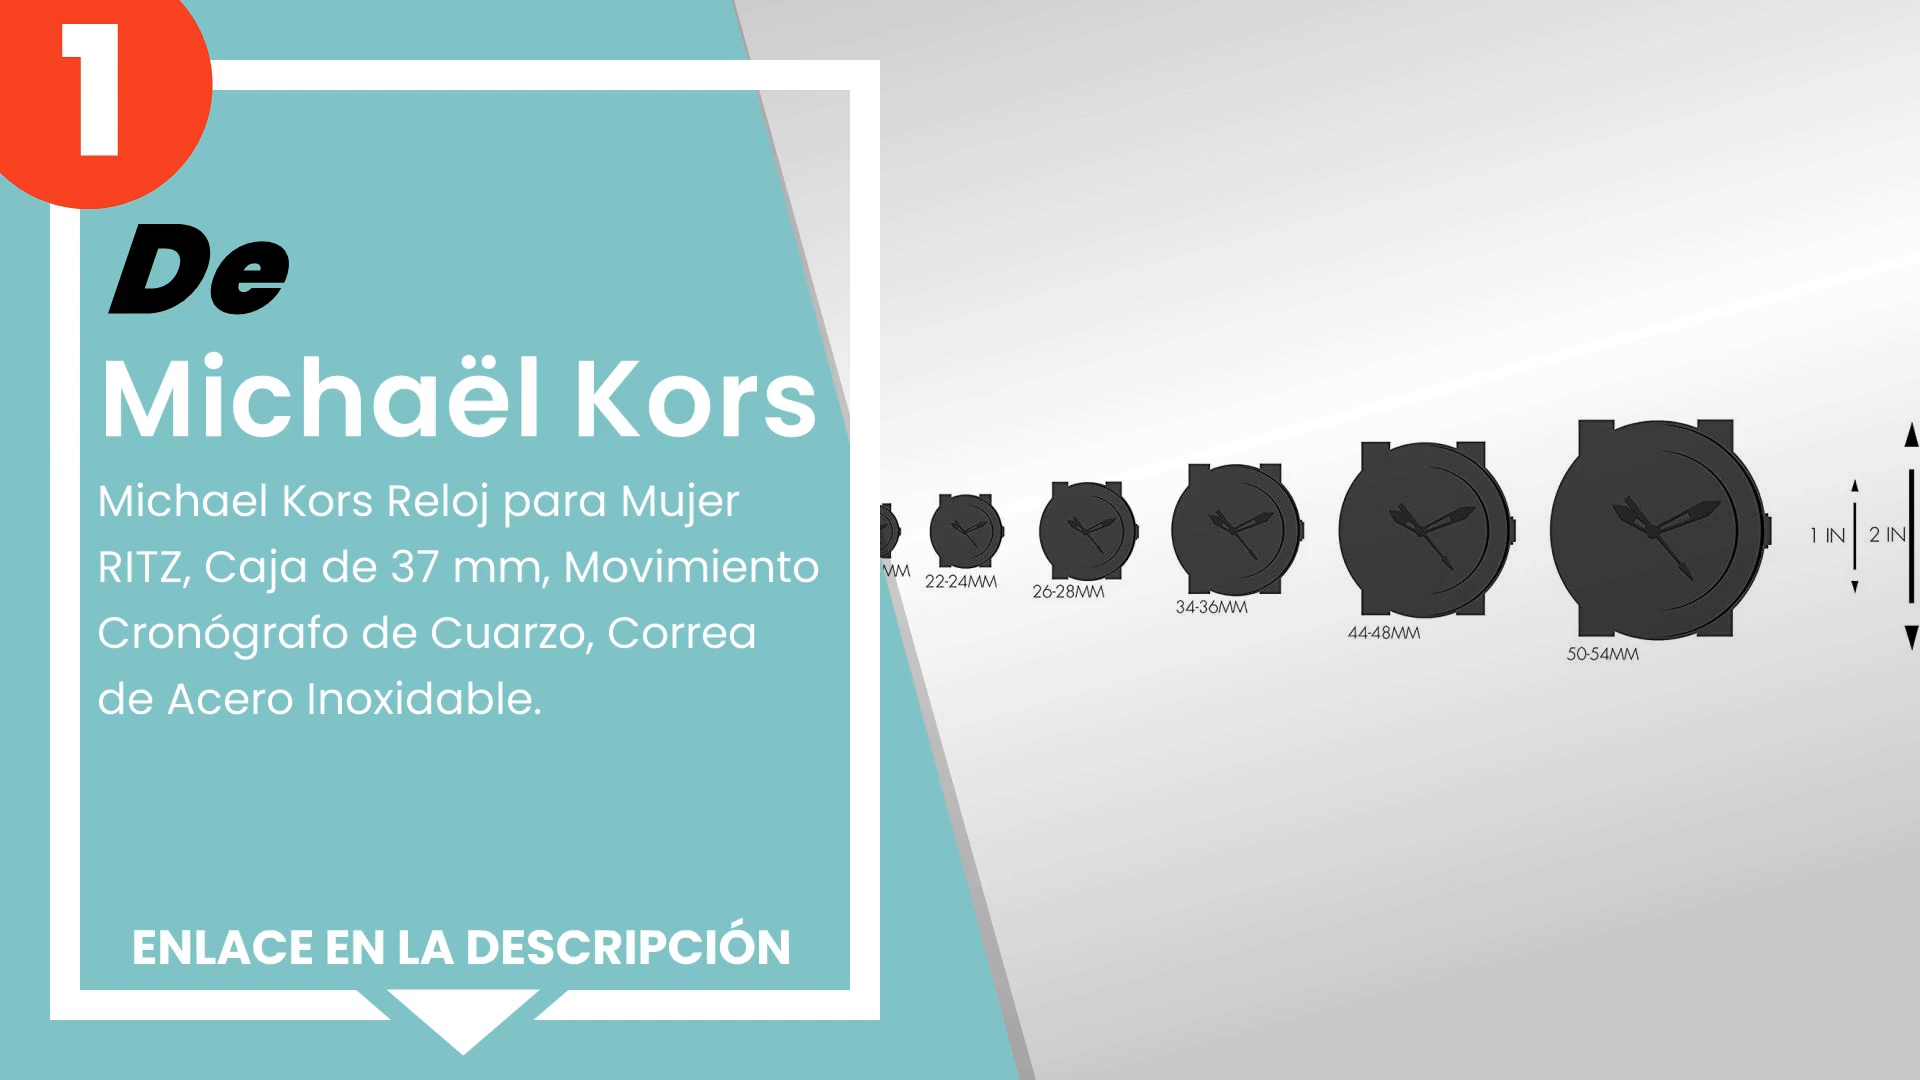 1
De
Michaël Kors
Michael Kors Reloj para Mujer
RITZ, Caja de 37 mm, Movimiento
Cronógrafo de Cuarzo, Correa
de Acero Inoxidable.
ENLACE EN LA DESCRIPCIÓN
MM
22-24MM
26-28MM
34-36MM
44-48MM
50-54MM
1 IN
2 IN